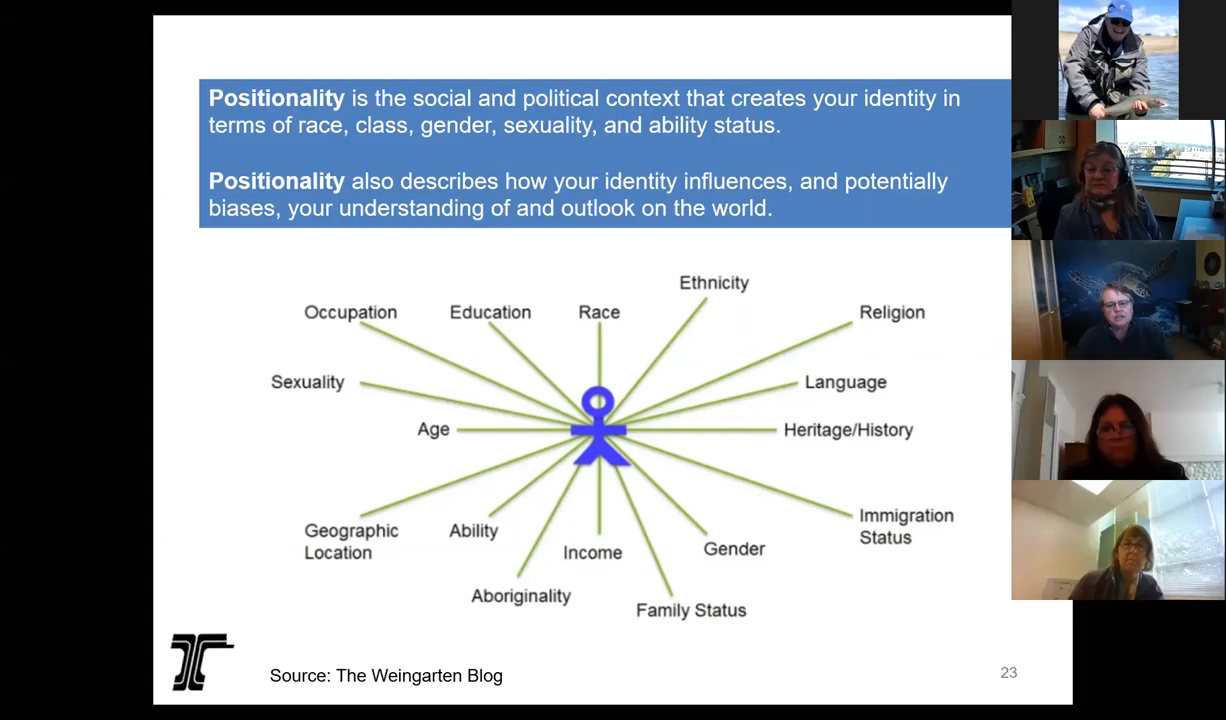 Positionality is the social and political context that creates your identity in
terms of race, class, gender, sexuality, and ability status.
Positionality also describes how your identity influences, and potentially
biases, your understanding of and outlook on the world.
Ethnicity
Occupation
Education
Race
Religion
Sexuality
Language
Age
Heritage/History
Geographic
Location
Ability
Income
Gender
Immigration
Status
Aboriginality
Family Status
Source: The Weingarten Blog
23